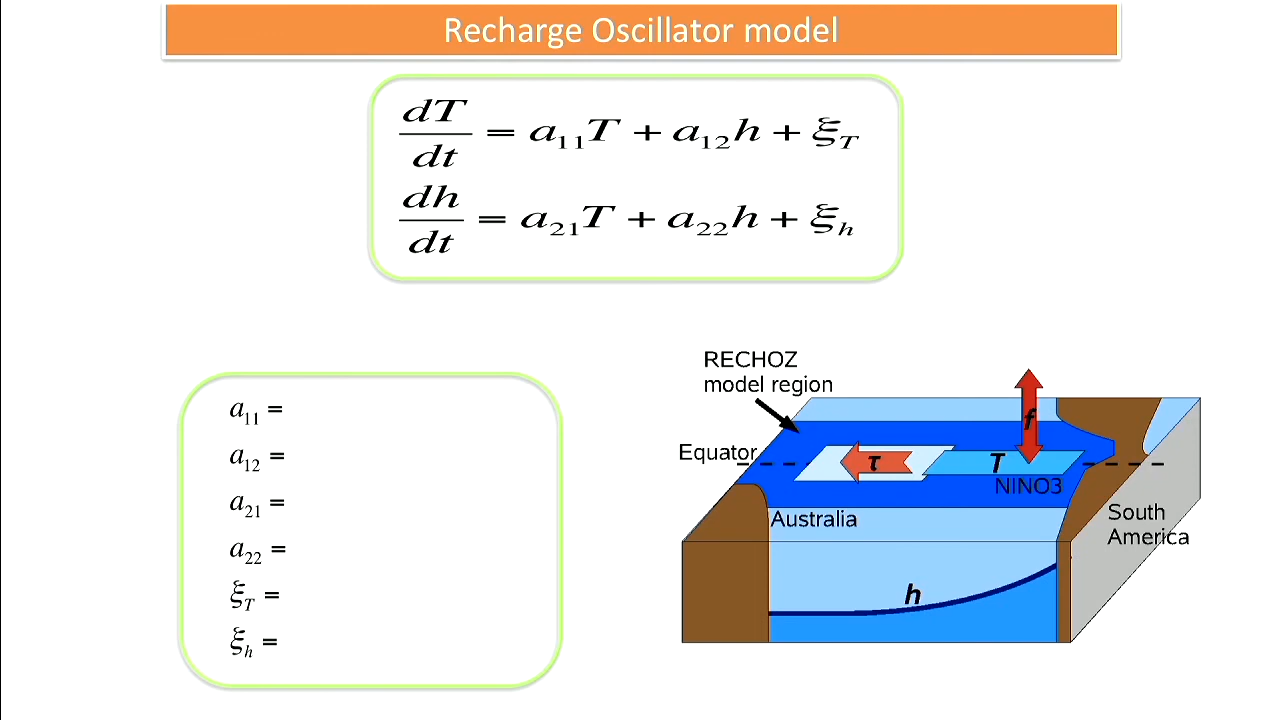 Recharge Oscillator model
dT/dt = a₁₁T + a₁₂h + ξ_T
dh/dt = a₂₁T + a₂₂h + ξ_h
a₁₁ =
a₁₂ =
a₂₁ =
a₂₂ =
ξ_T =
ξ_h =
RECHOZ
model region
f
Equator
τ
T
NINO3
Australia
South
America
h